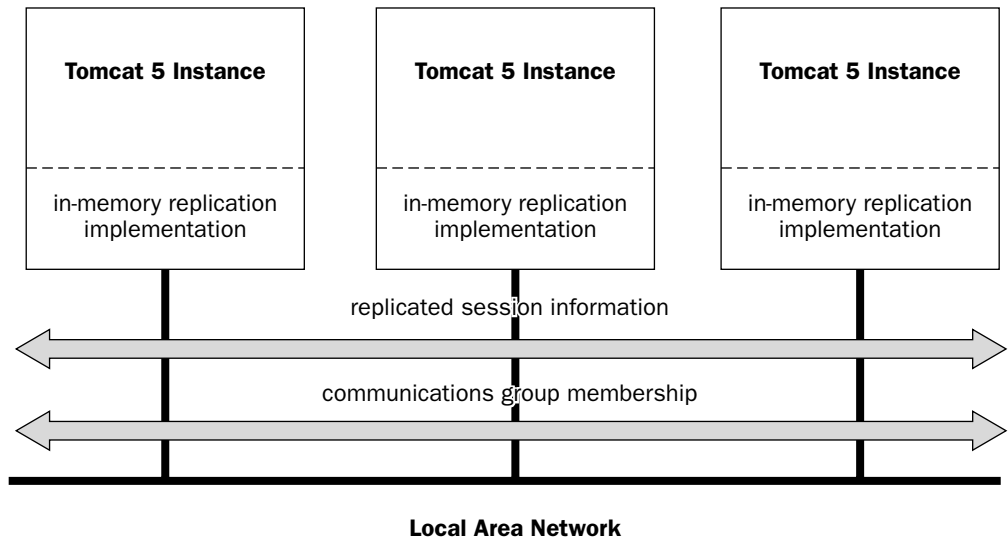 Tomcat 5 Instance
Tomcat 5 Instance
Tomcat 5 Instance
in-memory replication
implementation
in-memory replication
implementation
in-memory replication
implementation
replicated session information
communications group membership
Local Area Network